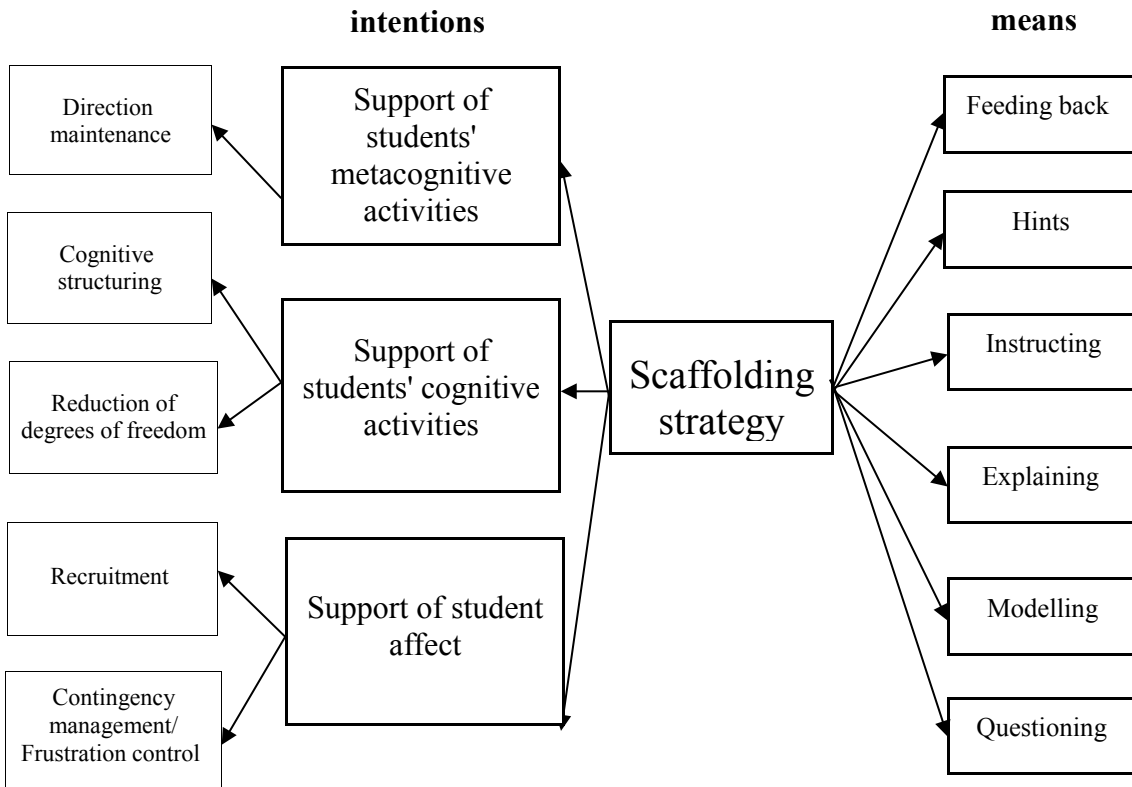 intentions
means
Direction
maintenance
Cognitive
structuring
Reduction of
degrees of freedom
Recruitment
Contingency
management/
Frustration control
Support of
students'
metacognitive
activities
Support of
students' cognitive
activities
Support of student
affect
Scaffolding
strategy
Feeding back
Hints
Instructing
Explaining
Modelling
Questioning